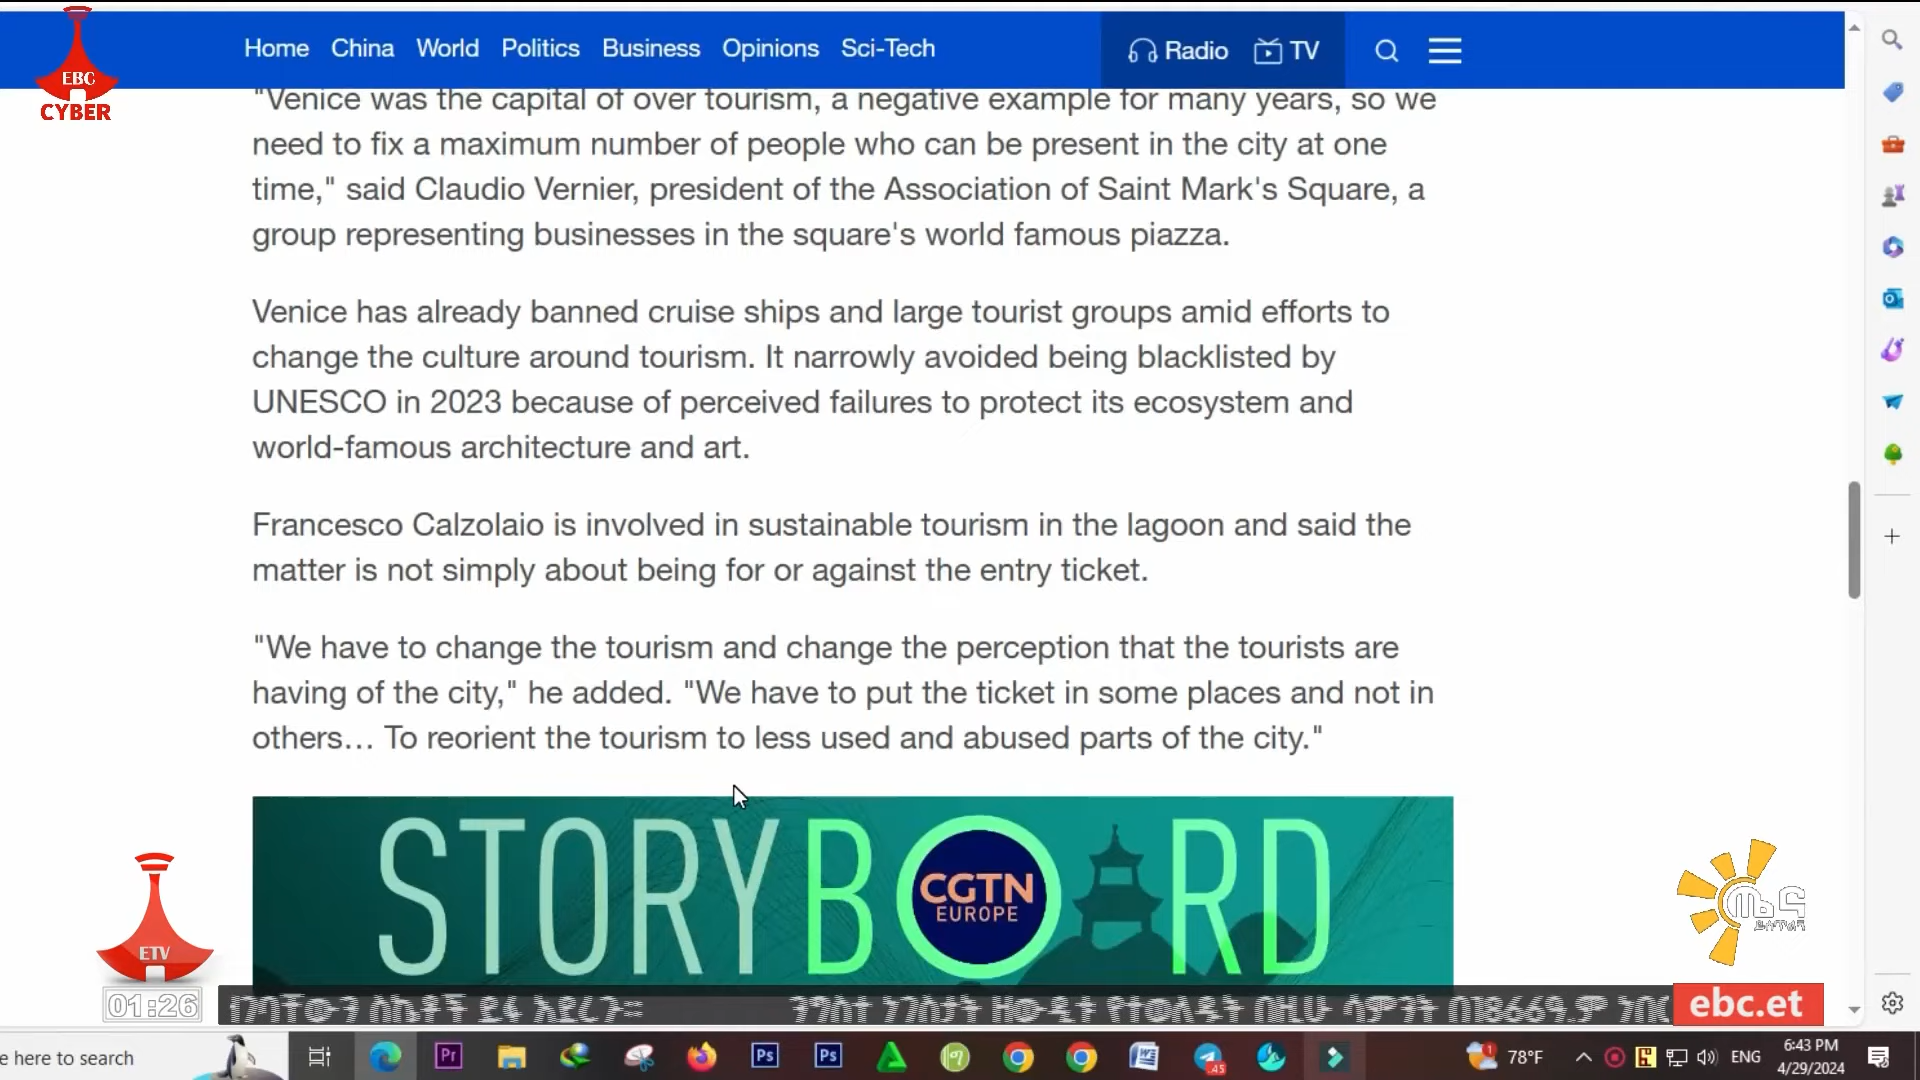 Home China World Politics Business Opinions Sci-Tech Radio TV
EBC
CYBER
"Venice was the capital of over tourism, a negative example for many years, so we
need to fix a maximum number of people who can be present in the city at one
time," said Claudio Vernier, president of the Association of Saint Mark's Square, a
group representing businesses in the square's world famous piazza.
Venice has already banned cruise ships and large tourist groups amid efforts to
change the culture around tourism. It narrowly avoided being blacklisted by
UNESCO in 2023 because of perceived failures to protect its ecosystem and
world-famous architecture and art.
Francesco Calzolaio is involved in sustainable tourism in the lagoon and said the
matter is not simply about being for or against the entry ticket.
"We have to change the tourism and change the perception that the tourists are
having of the city," he added. "We have to put the ticket in some places and not in
others… To reorient the tourism to less used and abused parts of the city."
STORYBOARD
CGTN
EUROPE
ETV
01:26
ebc.et
e here to search
Pr
Ps
Ps
45
1
78°F
ENG
6:43 PM
4/29/2024